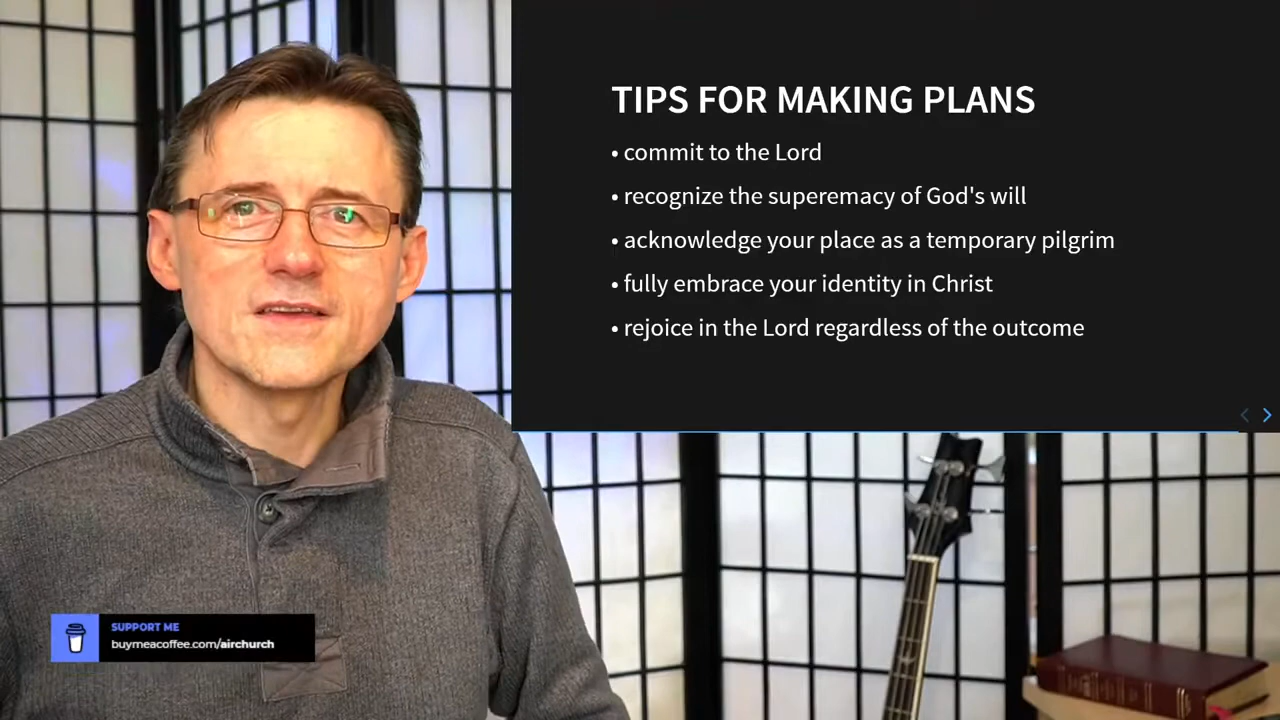 TIPS FOR MAKING PLANS
• commit to the Lord
• recognize the superemacy of God's will
• acknowledge your place as a temporary pilgrim
• fully embrace your identity in Christ
• rejoice in the Lord regardless of the outcome
SUPPORT ME
buymeacoffee.com/airchurch